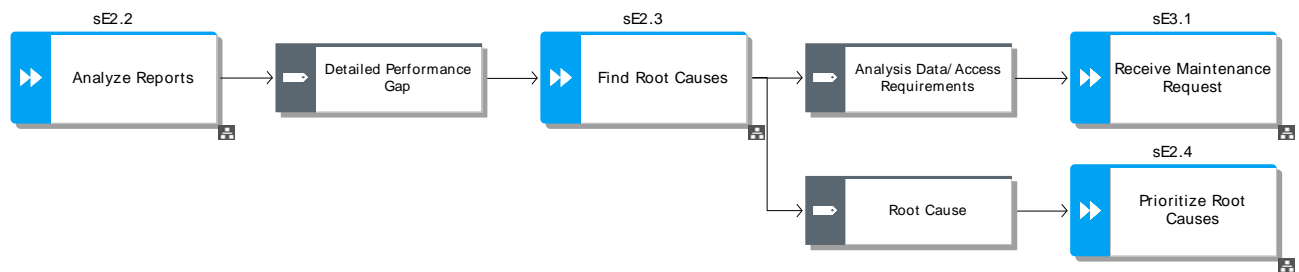 sE2.2
sE2.3
sE3.1
Analyze Reports
Detailed Performance
Gap
Find Root Causes
Analysis Data/ Access
Requirements
Receive Maintenance
Request
sE2.4
Root Cause
Prioritize Root
Causes